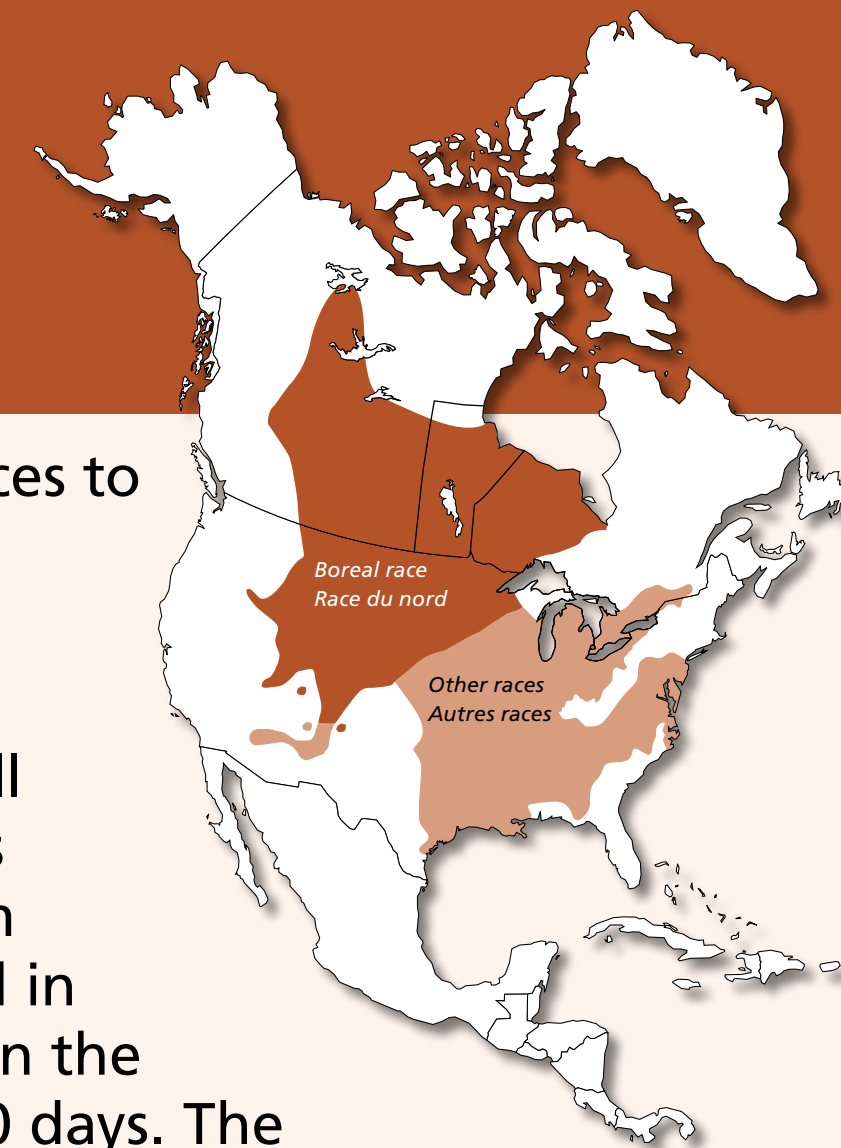 ces to
Boreal race
Race du nord
Other races
Autres races
ll
s
n
l in
n the
0 days. The